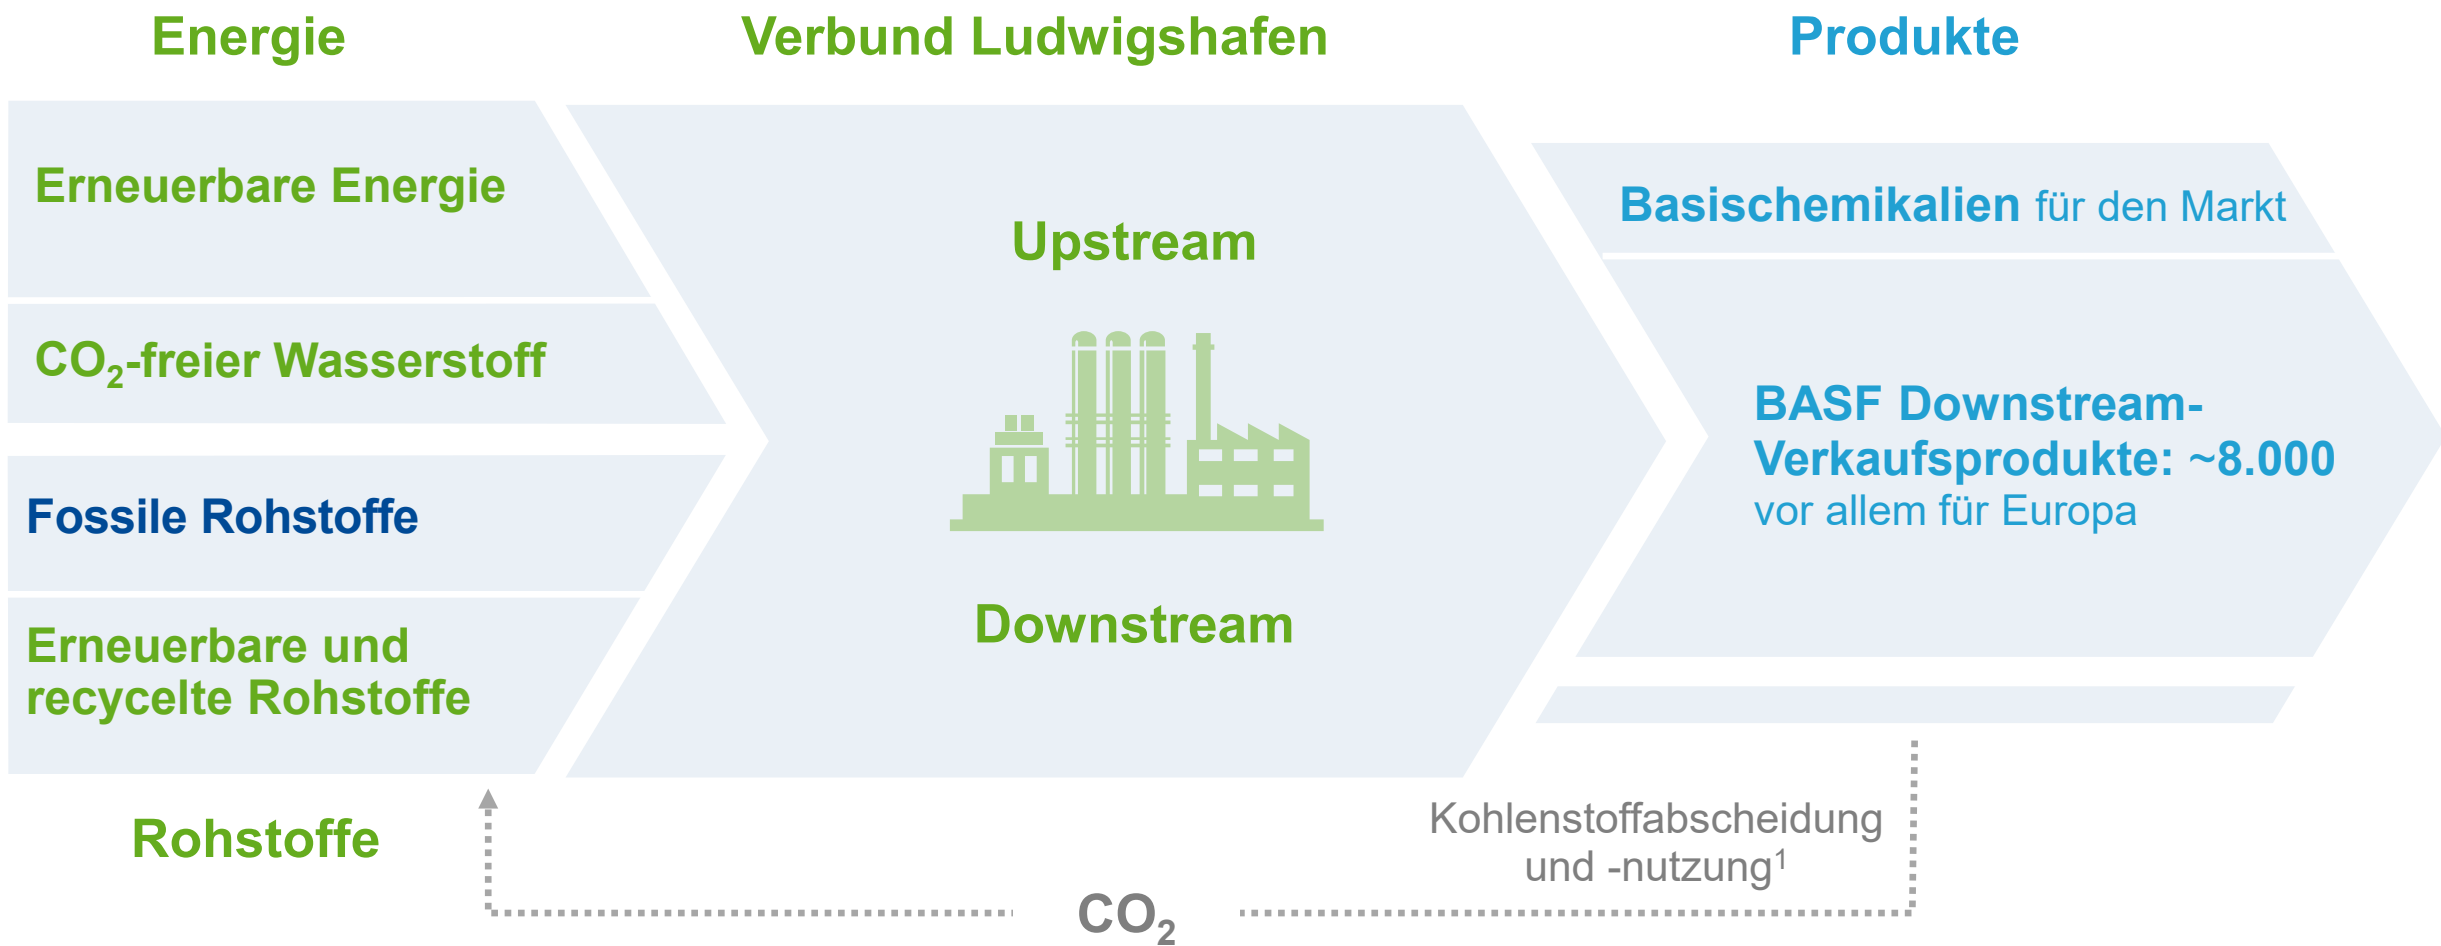 Energie
Verbund Ludwigshafen
Produkte
Erneuerbare Energie
CO₂-freier Wasserstoff
Fossile Rohstoffe
Erneuerbare und
recycelte Rohstoffe
Rohstoffe
Upstream
Downstream
Basischemikalien für den Markt
BASF Downstream-
Verkaufsprodukte: ~8.000
vor allem für Europa
Kohlenstoffabscheidung
und -nutzung¹
CO₂